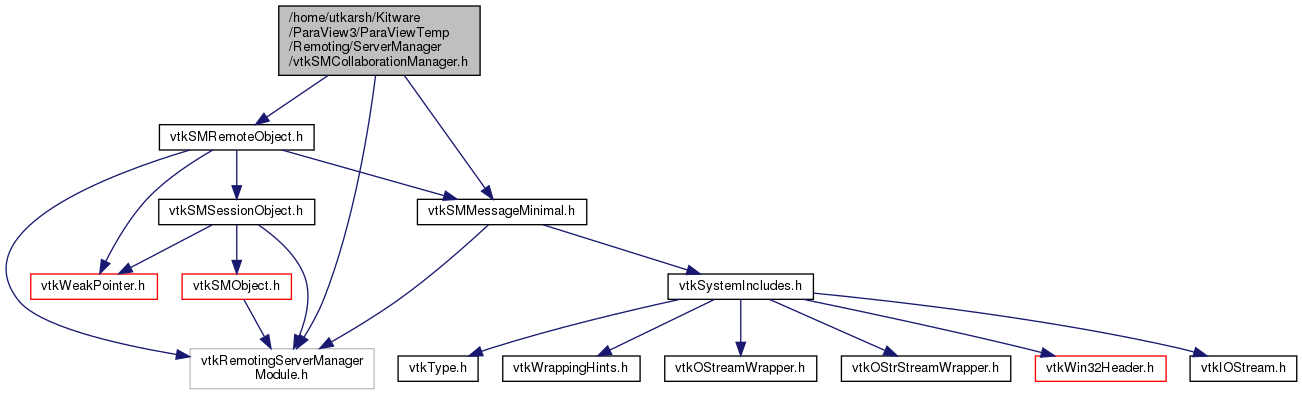 /home/utkarsh/Kitware
/ParaView3/ParaViewTemp
/Remoting/ServerManager
/vtkSMCollaborationManager.h
vtkSMRemoteObject.h
vtkSMSessionObject.h
vtkSMMessageMinimal.h
vtkWeakPointer.h
vtkSMObject.h
vtkSystemIncludes.h
vtkRemotingServerManager
Module.h
vtkType.h
vtkWrappingHints.h
vtkOStreamWrapper.h
vtkOStrStreamWrapper.h
vtkWin32Header.h
vtkIOStream.h